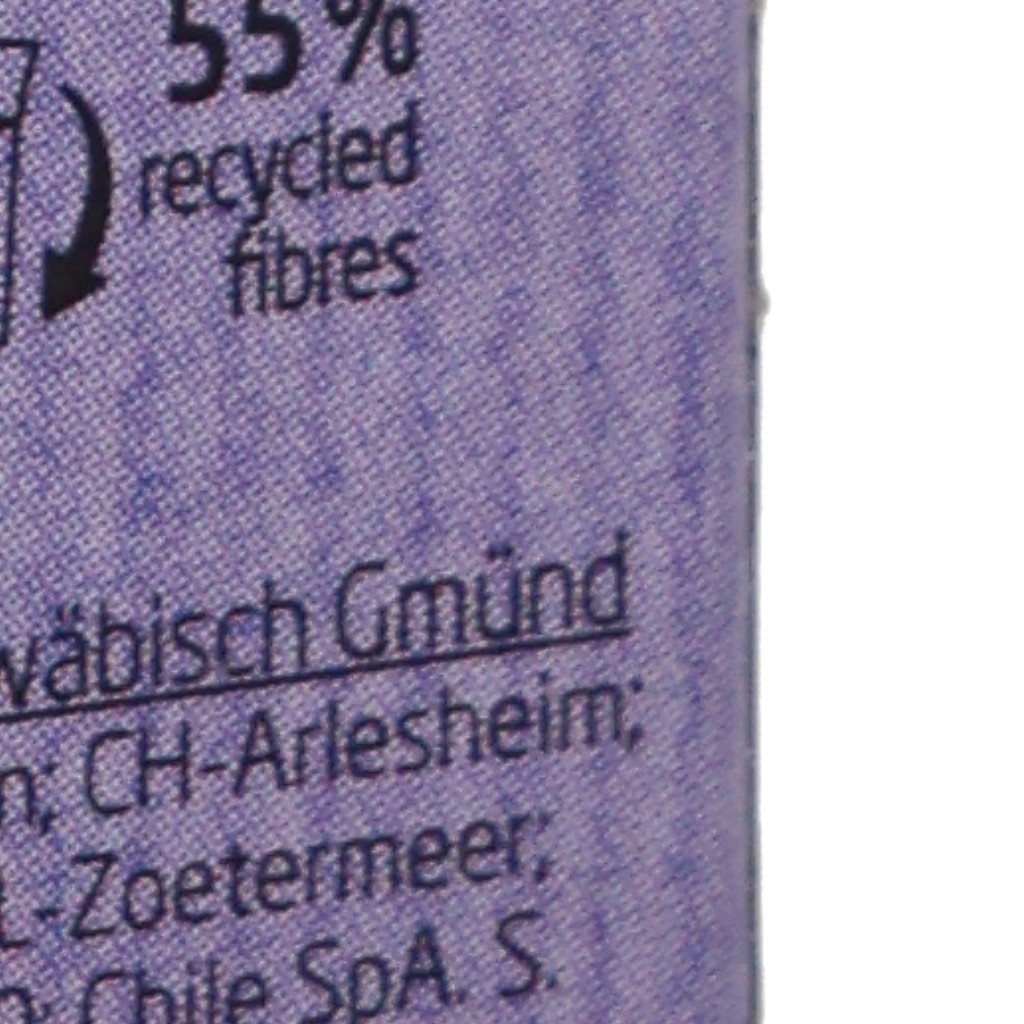 55%
recycled
fibres
wäbisch Gmünd
n; CH-Arlesheim;
L-Zoetermeer;
Chile SpA. S.